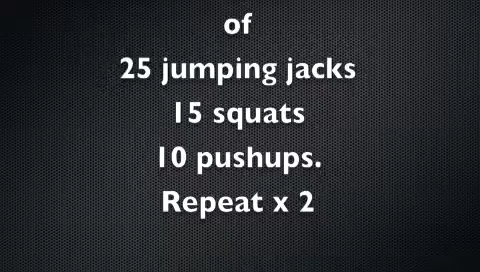 of
25 jumping jacks
15 squats
10 pushups.
Repeat x 2